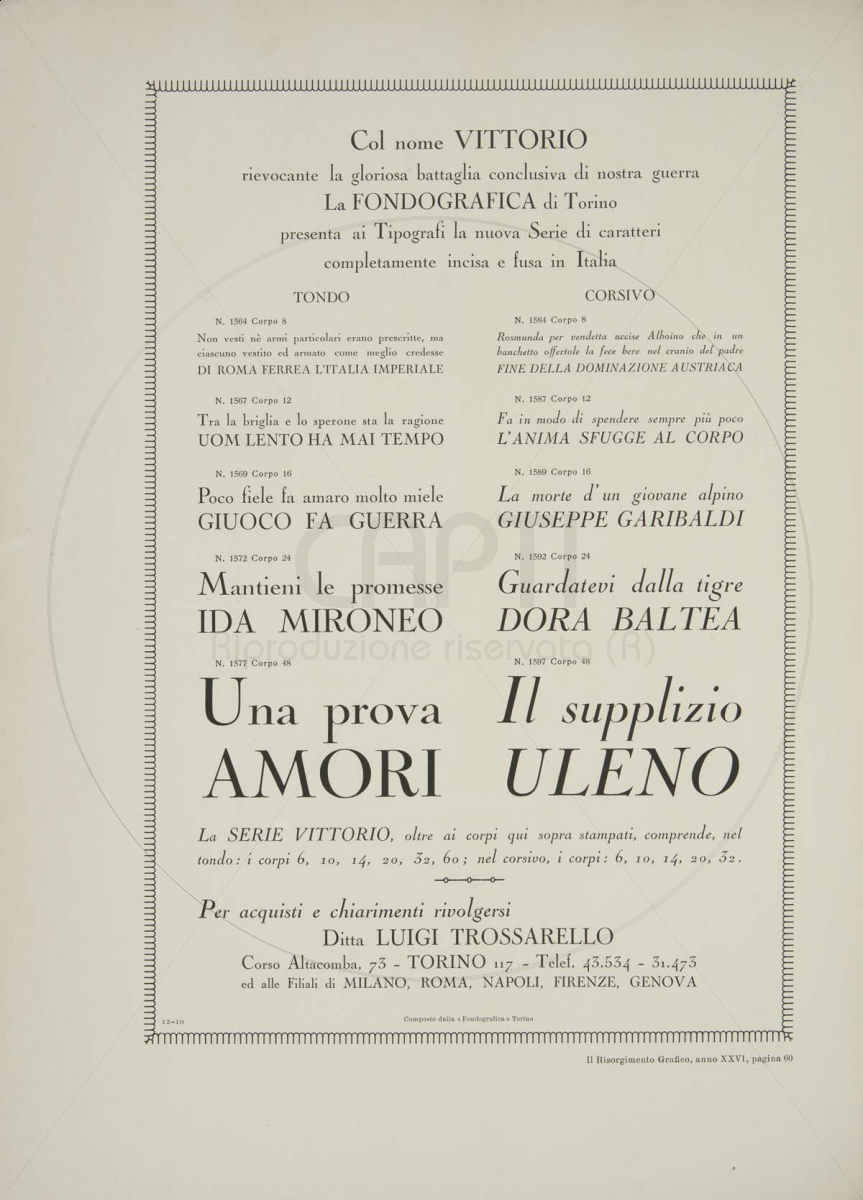 Col nome VITTORIO
rievocante la gloriosa battaglia conclusiva di nostra guerra
La FONDOGRAFICA di Torino
presenta ai Tipografi la nuova Serie di caratteri
completamente incisa e fusa in Italia
TONDO
N. 1564 Corpo 8
Non vesti nè armi particolari erano prescritte, ma
ciascuno vestito ed armato come meglio credesse
DI ROMA FERREA L'ITALIA IMPERIALE
N. 1567 Corpo 12
Tra la briglia e lo sperone sta la ragione
UOM LENTO HA MAI TEMPO
N. 1569 Corpo 16
Poco fiele fa amaro molto miele
GIUOCO FA GUERRA
N. 1572 Corpo 24
Mantieni le promesse
IDA MIRONEO
N. 1577 Corpo 48
Una prova
AMORI
CORSIVO
N. 1584 Corpo 8
Rosmunda per vendetta uccise Alboino che in un
banchetto offertole la fece bere nel cranio del padre
FINE DELLA DOMINAZIONE AUSTRIACA
N. 1587 Corpo 12
Fa in modo di spendere sempre più poco
L'ANIMA SFUGGE AL CORPO
N. 1589 Corpo 16
La morte d'un giovane alpino
GIUSEPPE GARIBALDI
N. 1592 Corpo 24
Guardatevi dalla tigre
DORA BALTEA
N. 1597 Corpo 48
Il supplizio
ULENO
La SERIE VITTORIO, oltre ai corpi qui sopra stampati, comprende, nel
tondo: i corpi 6, 10, 14, 20, 32, 60; nel corsivo, i corpi: 6, 10, 14, 20, 32.
Per acquisti e chiarimenti rivolgersi
Ditta LUIGI TROSSARELLO
Corso Altacomba, 73 - TORINO 117 - Telef. 43.534 - 31.473
ed alle Filiali di MILANO, ROMA, NAPOLI, FIRENZE, GENOVA
12-10
Composto dalla «Fondografica» Torino
Il Risorgimento Grafico, anno XXVI, pagina 60
CAPTI
Riproduzione riservata (R)